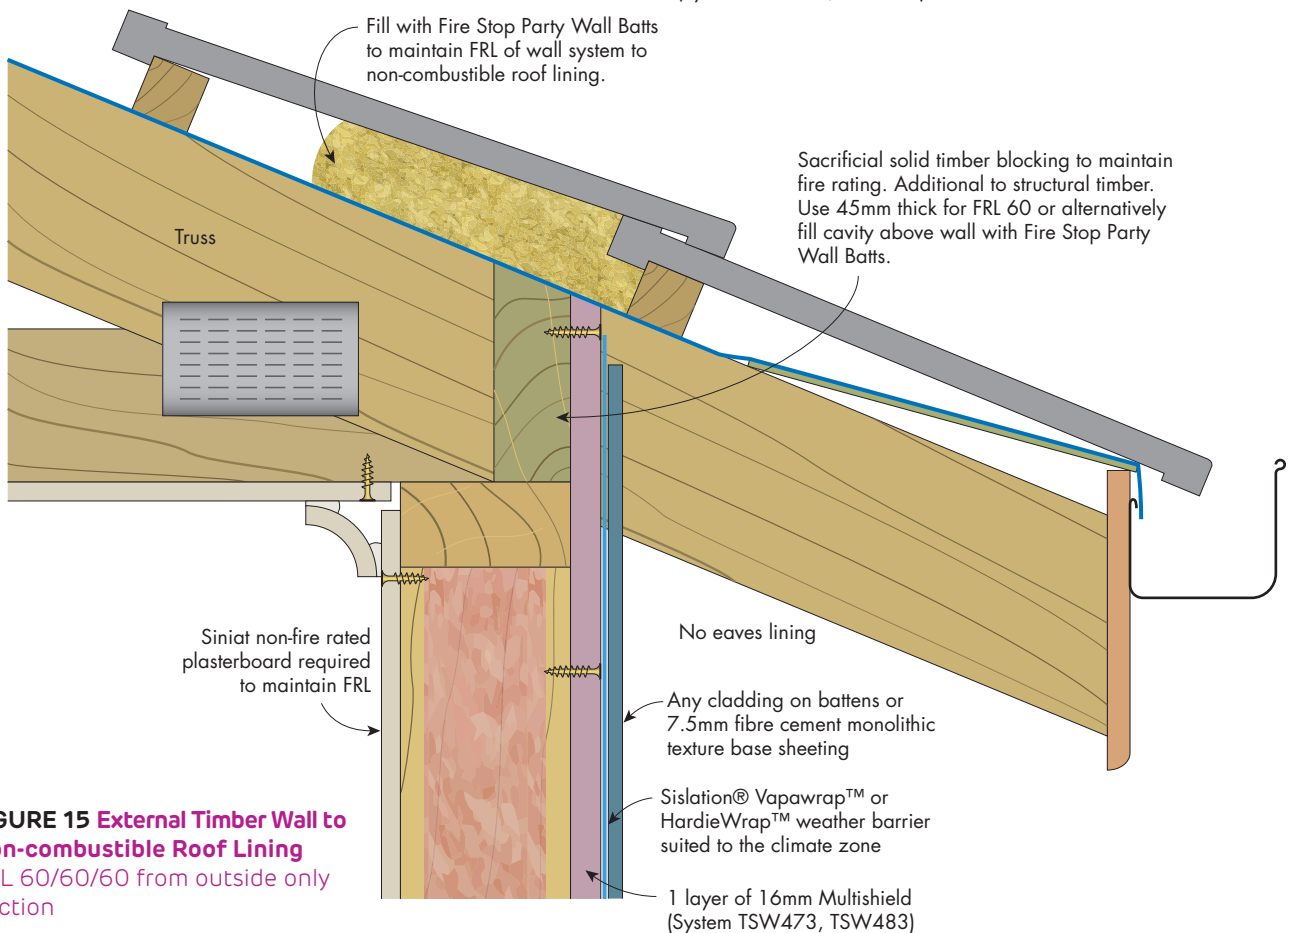 Fill with Fire Stop Party Wall Batts
to maintain FRL of wall system to
non-combustible roof lining.
Sacrificial solid timber blocking to maintain
fire rating. Additional to structural timber.
Use 45mm thick for FRL 60 or alternatively
fill cavity above wall with Fire Stop Party
Wall Batts.
Truss
Siniat non-fire rated
plasterboard required
to maintain FRL
No eaves lining
Any cladding on battens or
7.5mm fibre cement monolithic
texture base sheeting
Sislation® Vapawrap™ or
HardieWrap™ weather barrier
suited to the climate zone
1 layer of 16mm Multishield
(System TSW473, TSW483)
GURE 15 External Timber Wall to
on-combustible Roof Lining
L 60/60/60 from outside only
ction